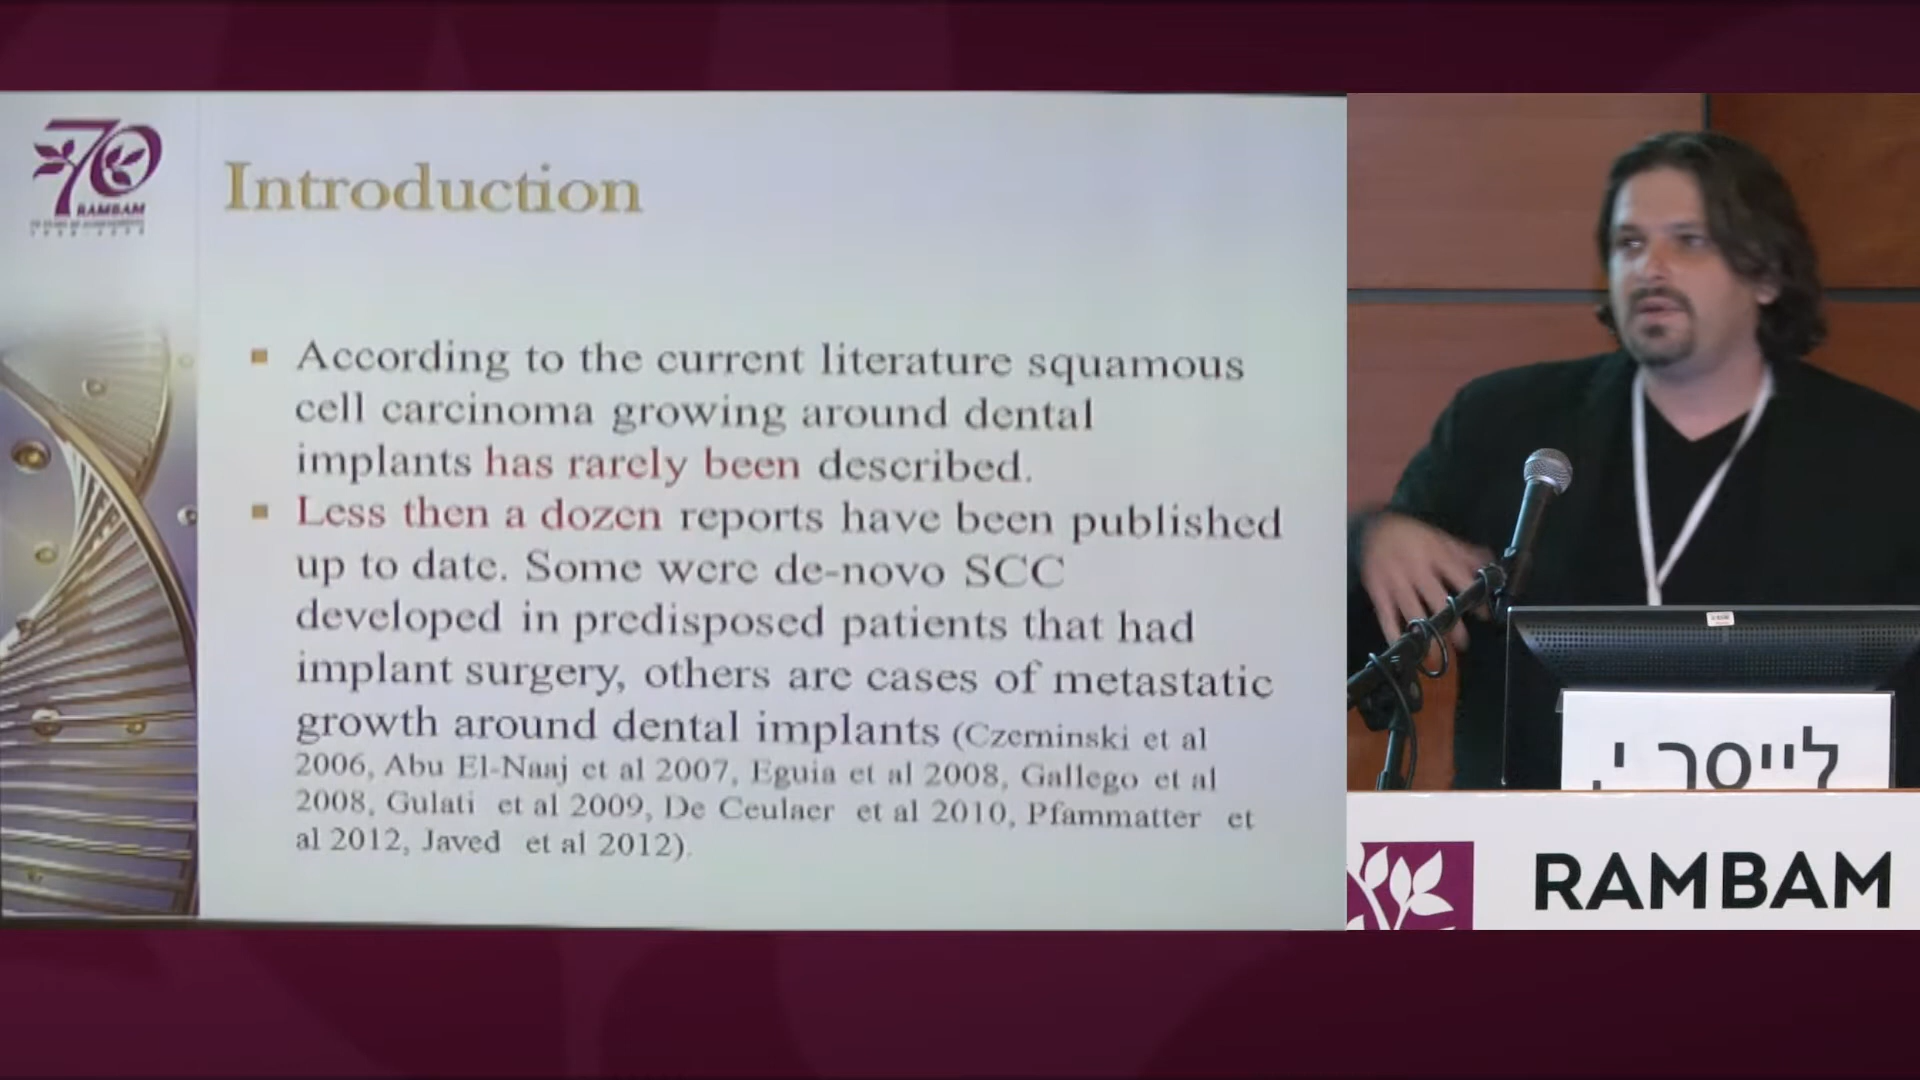 70
RAMBAM
Introduction
According to the current literature squamous
cell carcinoma growing around dental
implants has rarely been described.
Less then a dozen reports have been published
up to date. Some were de-novo SCC
developed in predisposed patients that had
implant surgery, others are cases of metastatic
growth around dental implants (Czerninski et al
2006, Abu El-Naaj et al 2007, Eguia et al 2008, Gallego et al
2008, Gulati et al 2009, De Ceulaer et al 2010, Pfammatter et
al 2012, Javed et al 2012).
לייסר י.
RAMBAM